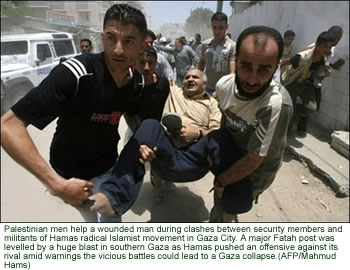 Palestinian men help a wounded man during clashes between security members and
militants of Hamas radical Islamist movement in Gaza City. A major Fatah post was
levelled by a huge blast in southern Gaza as Hamas pushed an offensive against its
rival amid warnings the vicious battles could lead to a Gaza collapse.(AFP/Mahmud
Hams)